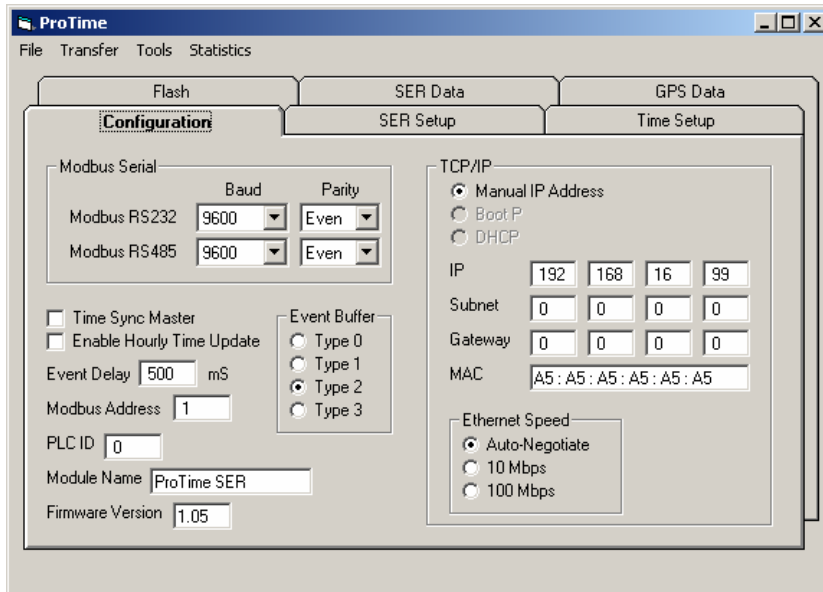 ProTime
File Transfer Tools Statistics
Flash SER Data GPS Data
Configuration SER Setup Time Setup
Modbus Serial
Baud Parity
Modbus RS232 9600 Even
Modbus RS485 9600 Even
Time Sync Master
Enable Hourly Time Update
Event Delay 500 mS
Modbus Address 1
PLC ID 0
Module Name ProTime SER
Firmware Version 1.05
Event Buffer
Type 0
Type 1
Type 2
Type 3
TCP/IP
Manual IP Address
Boot P
DHCP
IP 192 168 16 99
Subnet 0 0 0 0
Gateway 0 0 0 0
MAC A5 : A5 : A5 : A5 : A5 : A5
Ethernet Speed
Auto-Negotiate
10 Mbps
100 Mbps